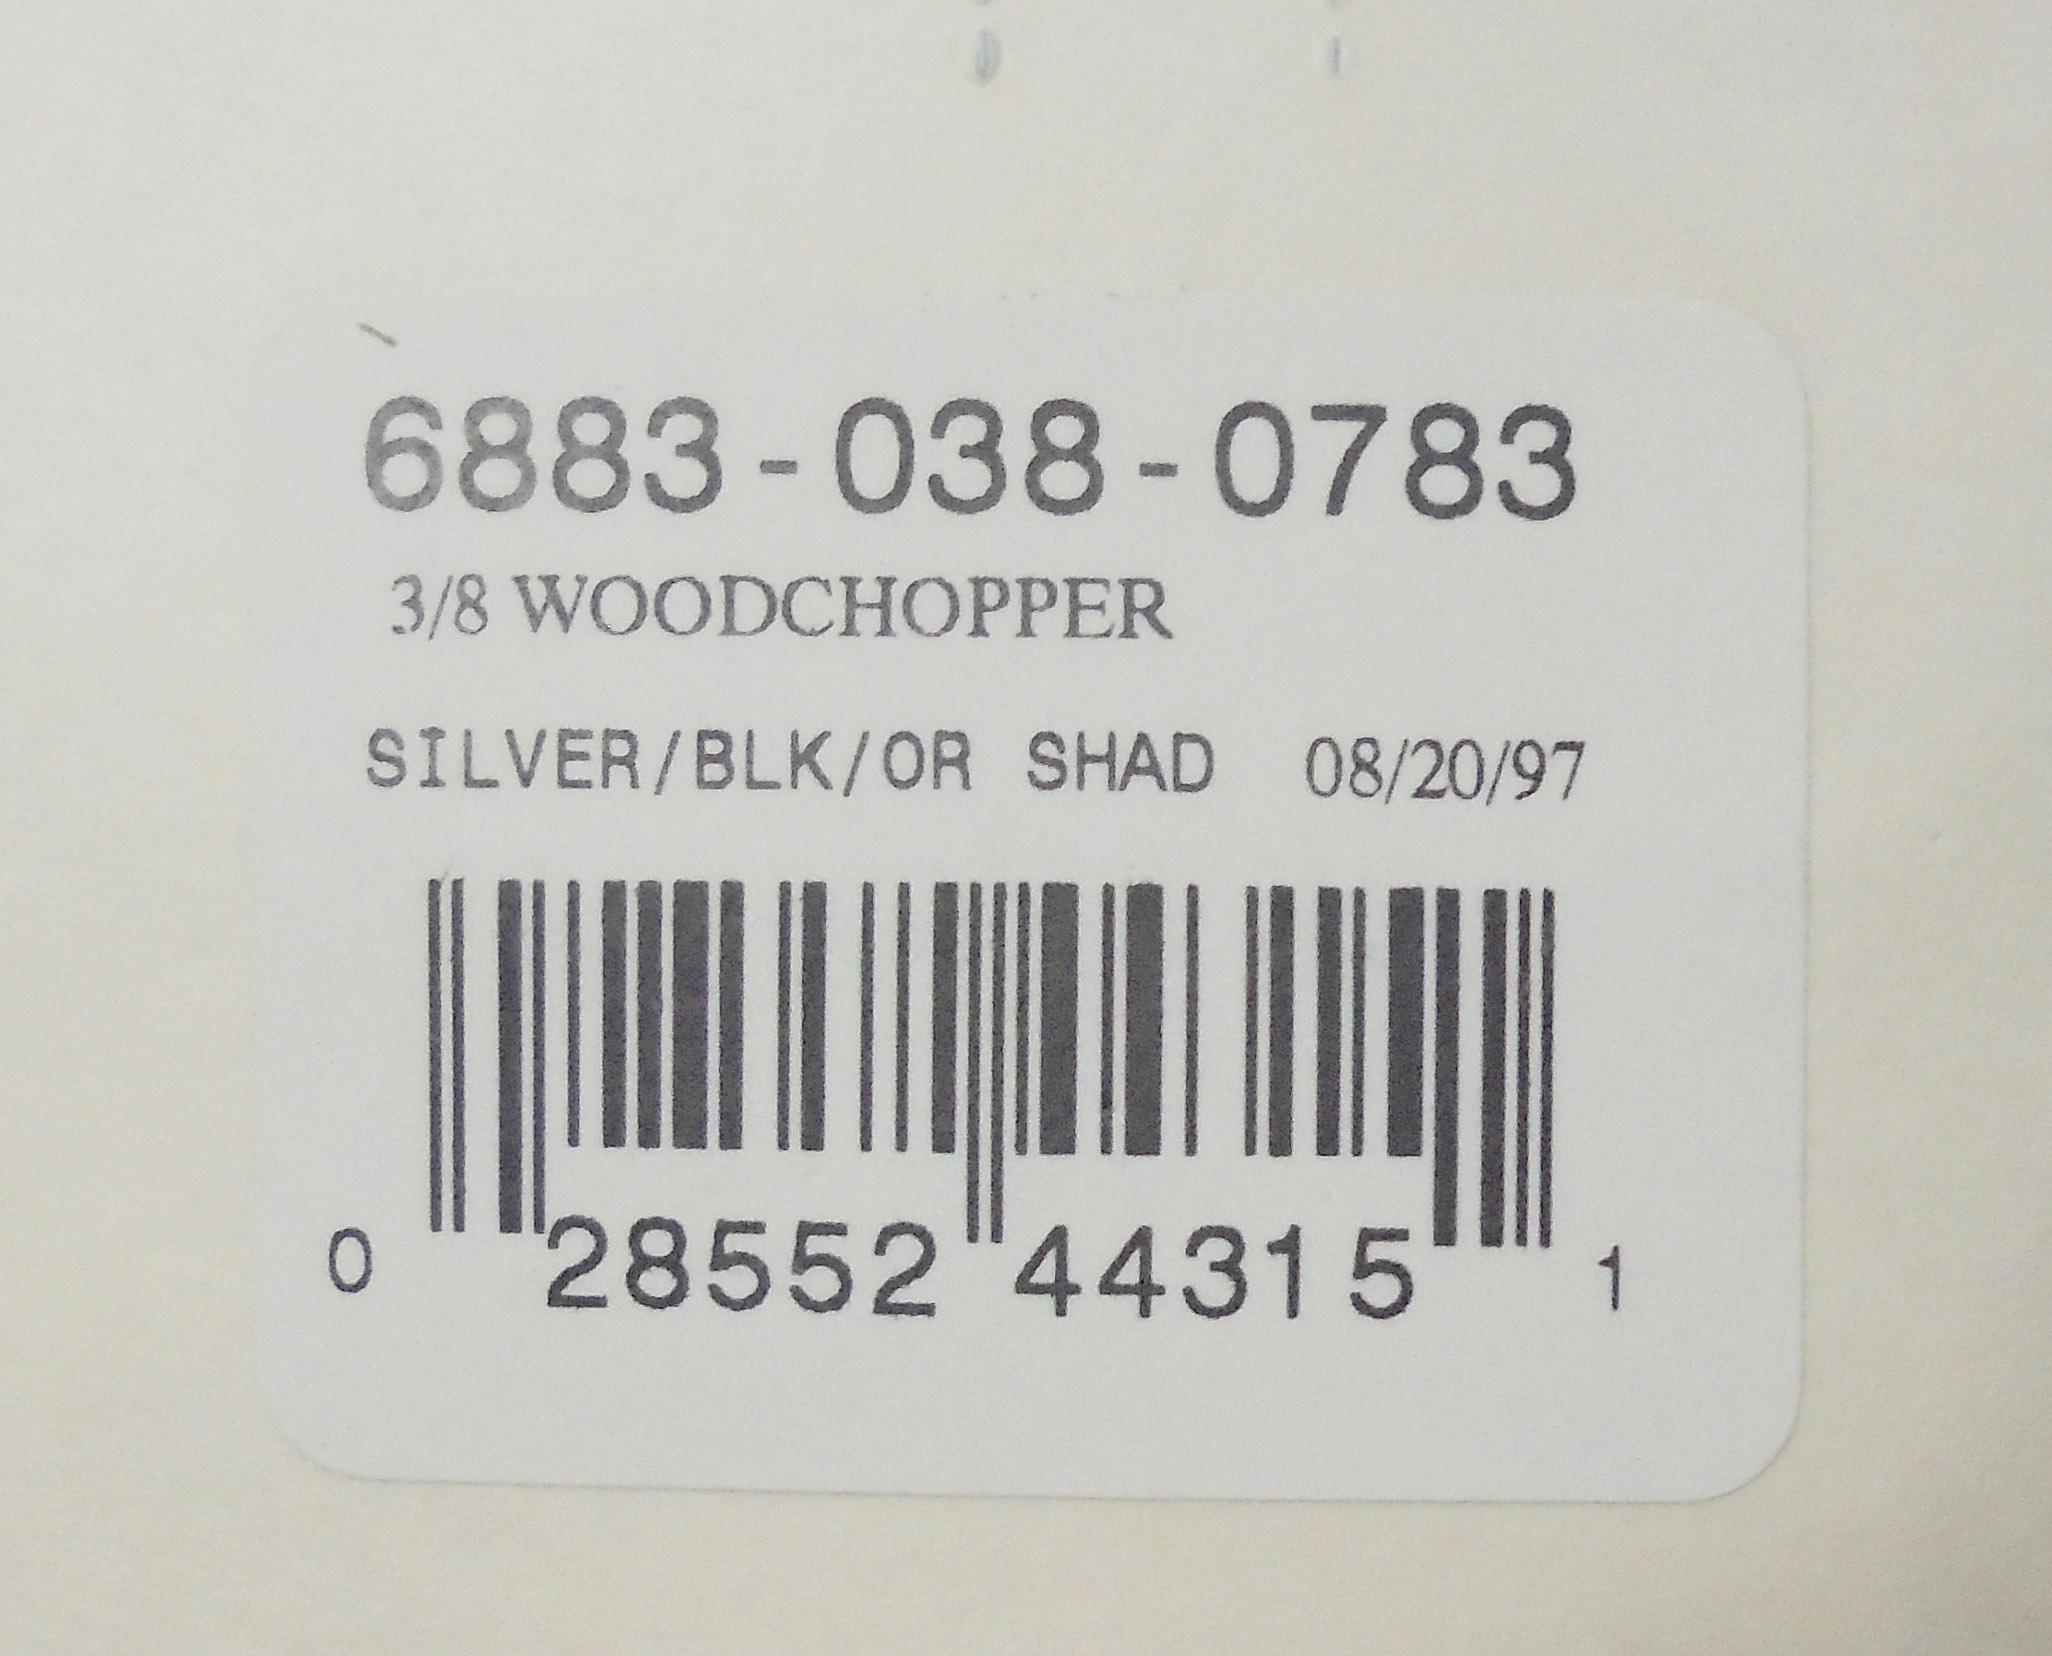 6883-038-0783
3/8 WOODCHOPPER
SILVER/BLK/OR SHAD 08/20/97
0 28552 44315 1